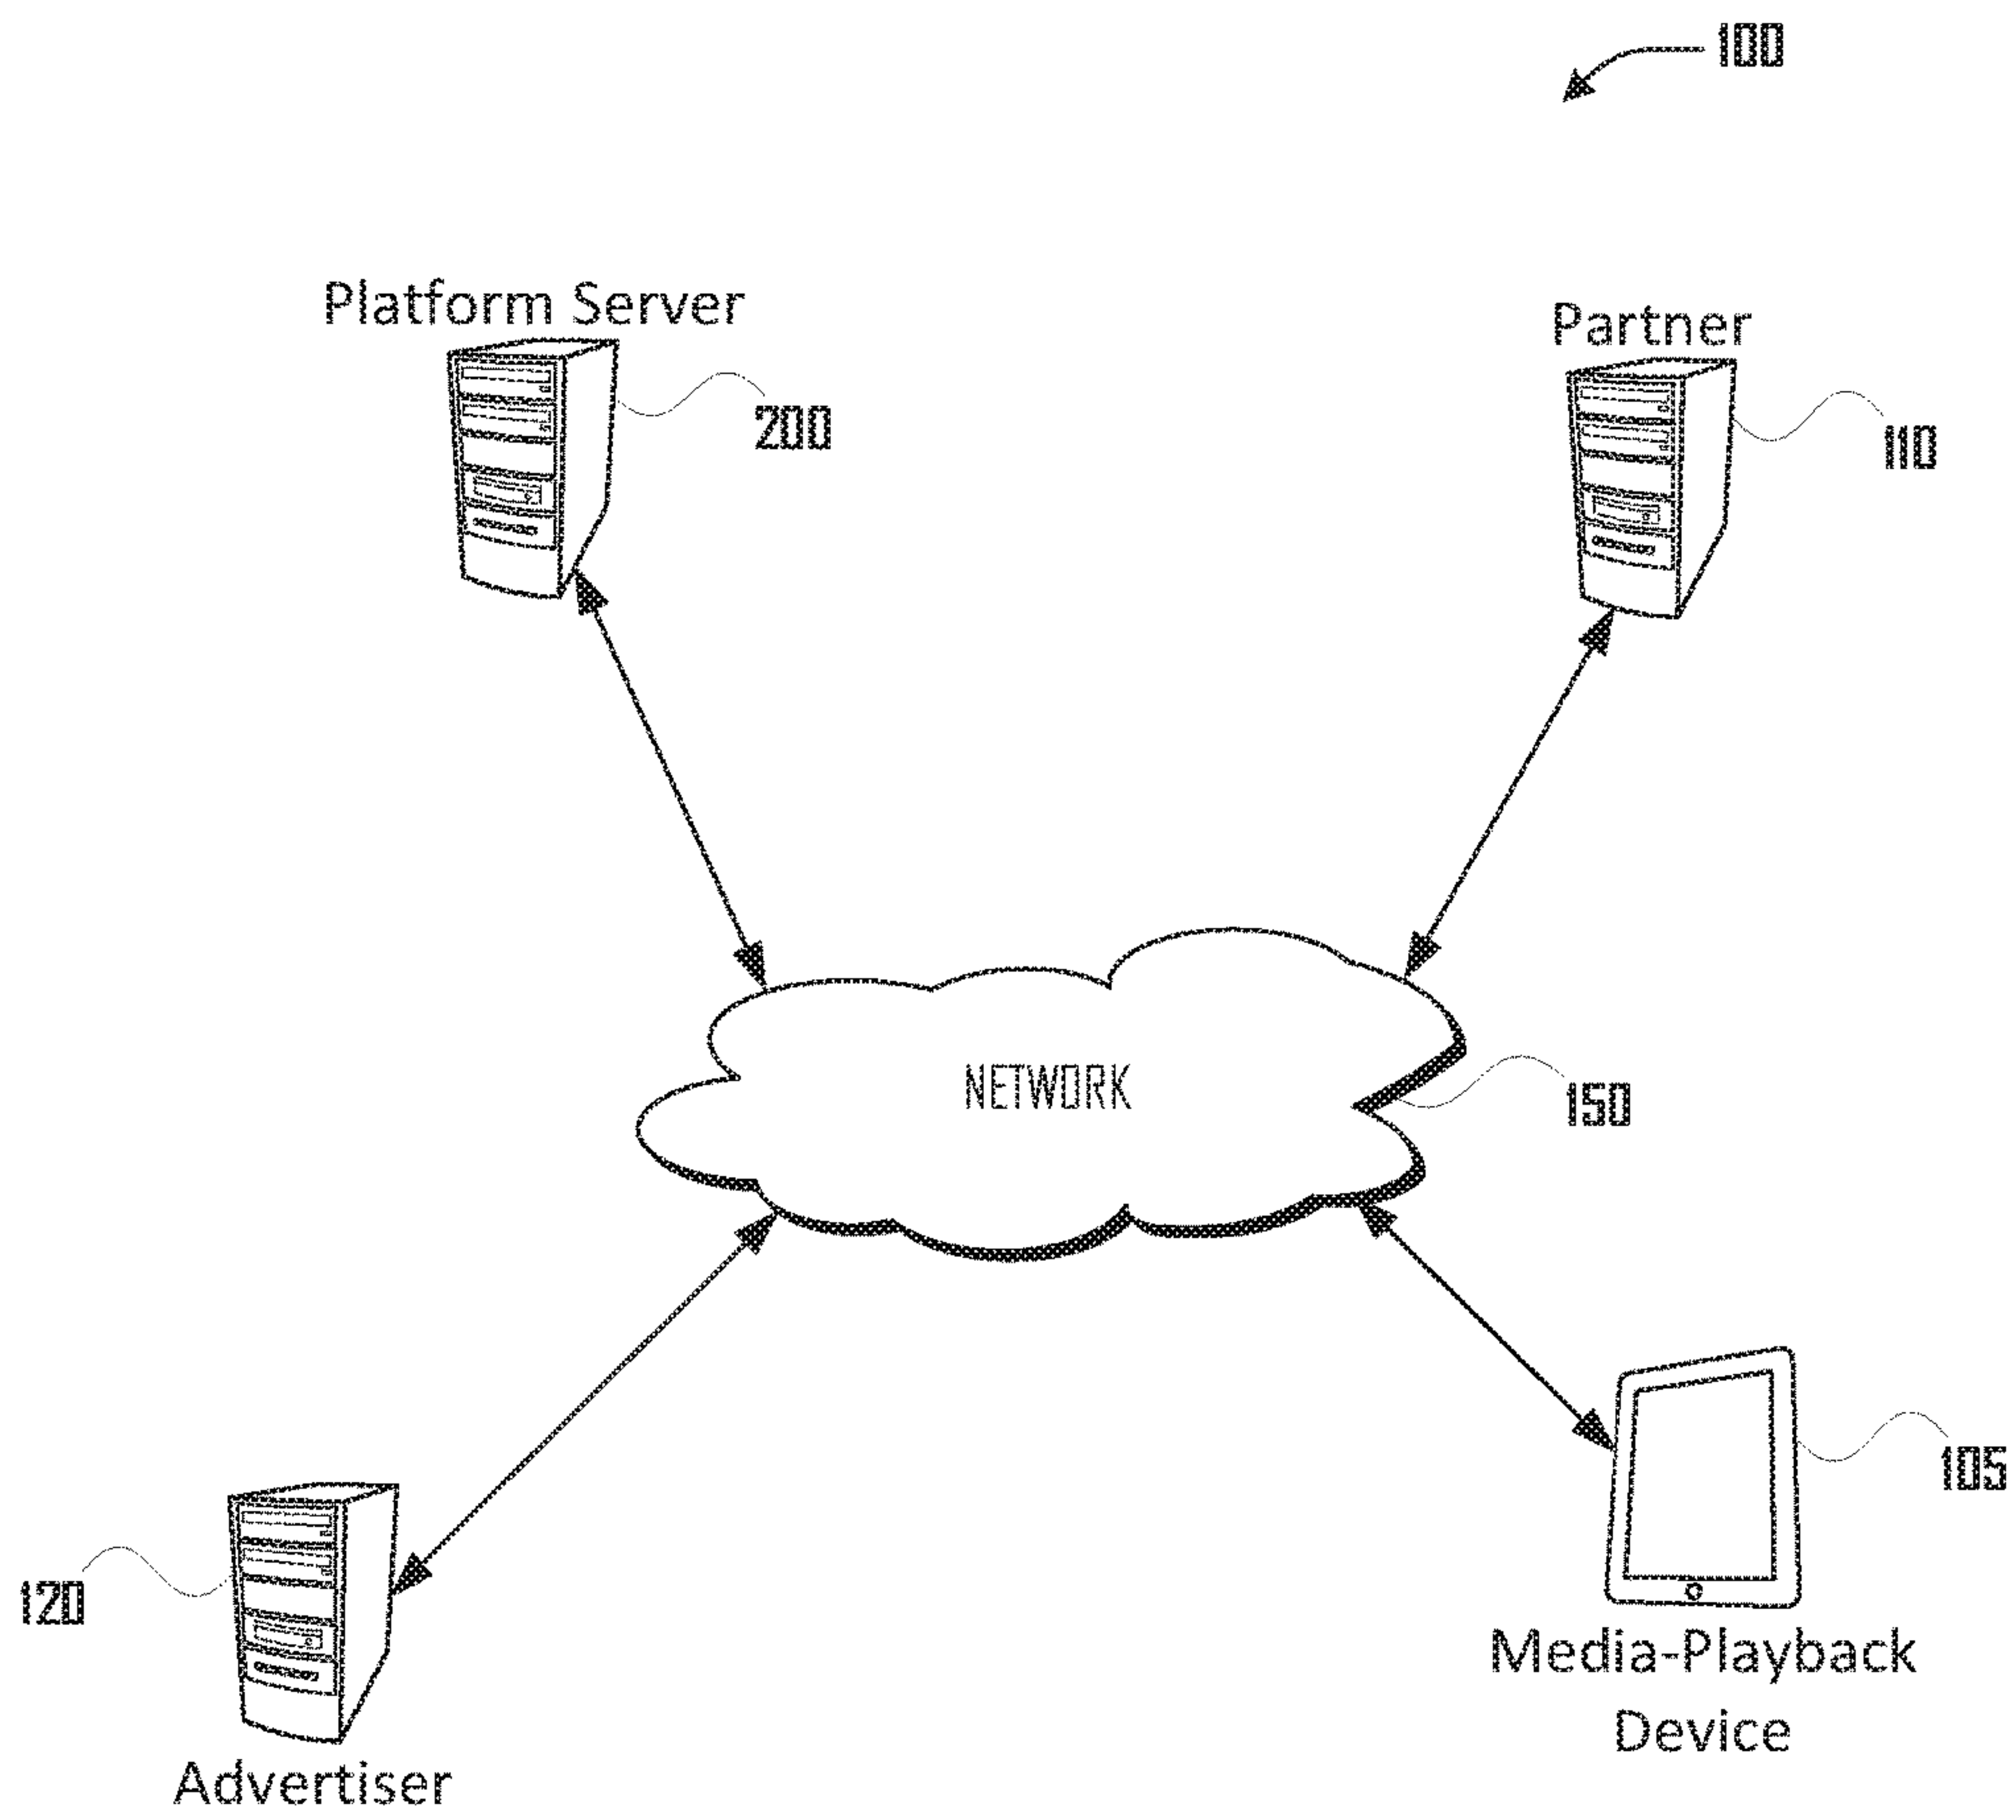 100
Platform Server
Partner
200
110
NETWORK
150
105
120
Media-Playback
Device
Advertiser